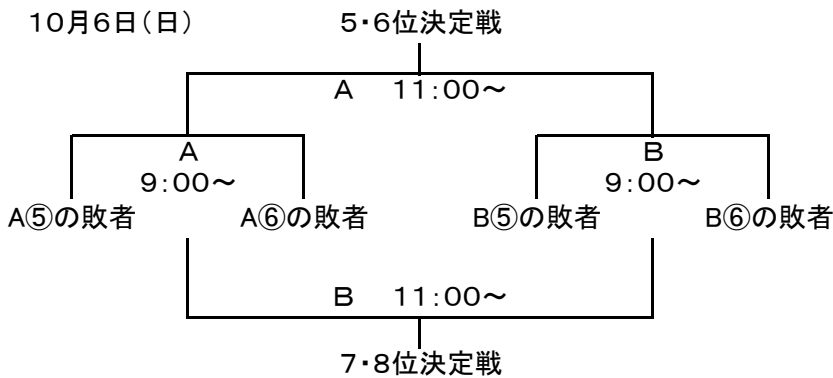 10月6日(日) 5・6位決定戦
A 11:00~
A B
9:00~ 9:00~
A⑤の敗者 A⑥の敗者 B⑤の敗者 B⑥の敗者
B 11:00~
7・8位決定戦